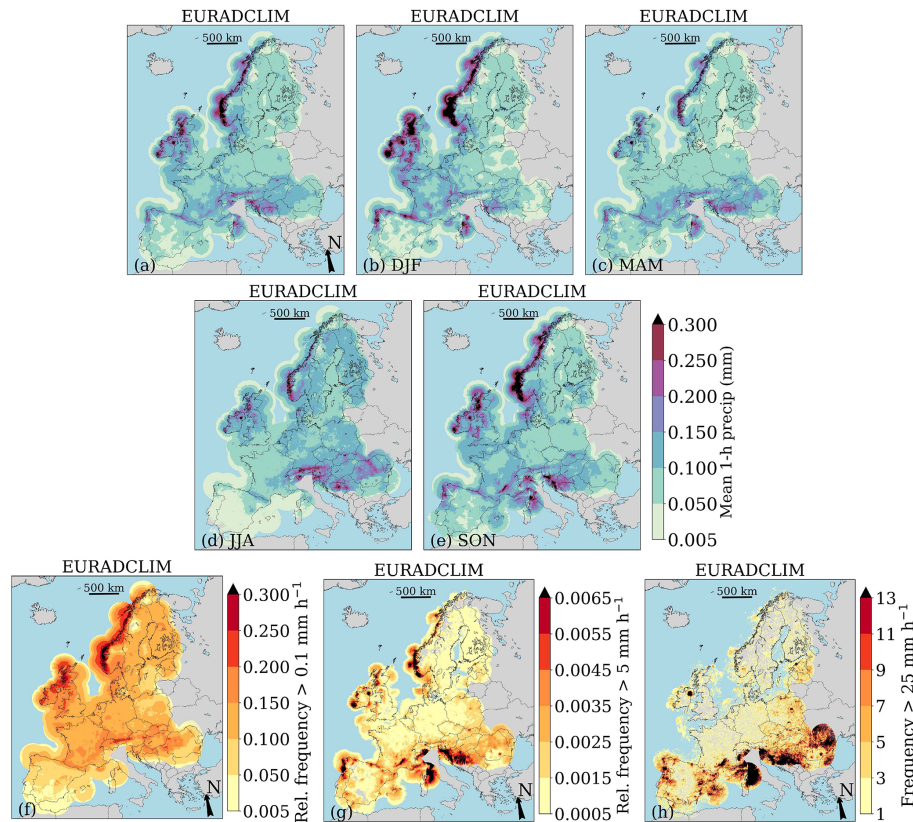 EURADCLIM
EURADCLIM
EURADCLIM
500 km
500 km
500 km
N
(a)
(b) DJF
(c) MAM
EURADCLIM
EURADCLIM
500 km
500 km
(d) JJA
(e) SON
0.300
0.250
0.200
0.150
0.100
0.050
0.005
Mean 1-h precip (mm)
EURADCLIM
EURADCLIM
EURADCLIM
500 km
500 km
500 km
N
N
N
(f)
(g)
(h)
0.300
0.250
0.200
0.150
0.100
0.050
0.005
Rel. frequency > 0.1 mm h⁻¹
0.0065
0.0055
0.0045
0.0035
0.0025
0.0015
0.0005
Rel. frequency > 5 mm h⁻¹
13
11
9
7
5
3
1
Frequency > 25 mm h⁻¹